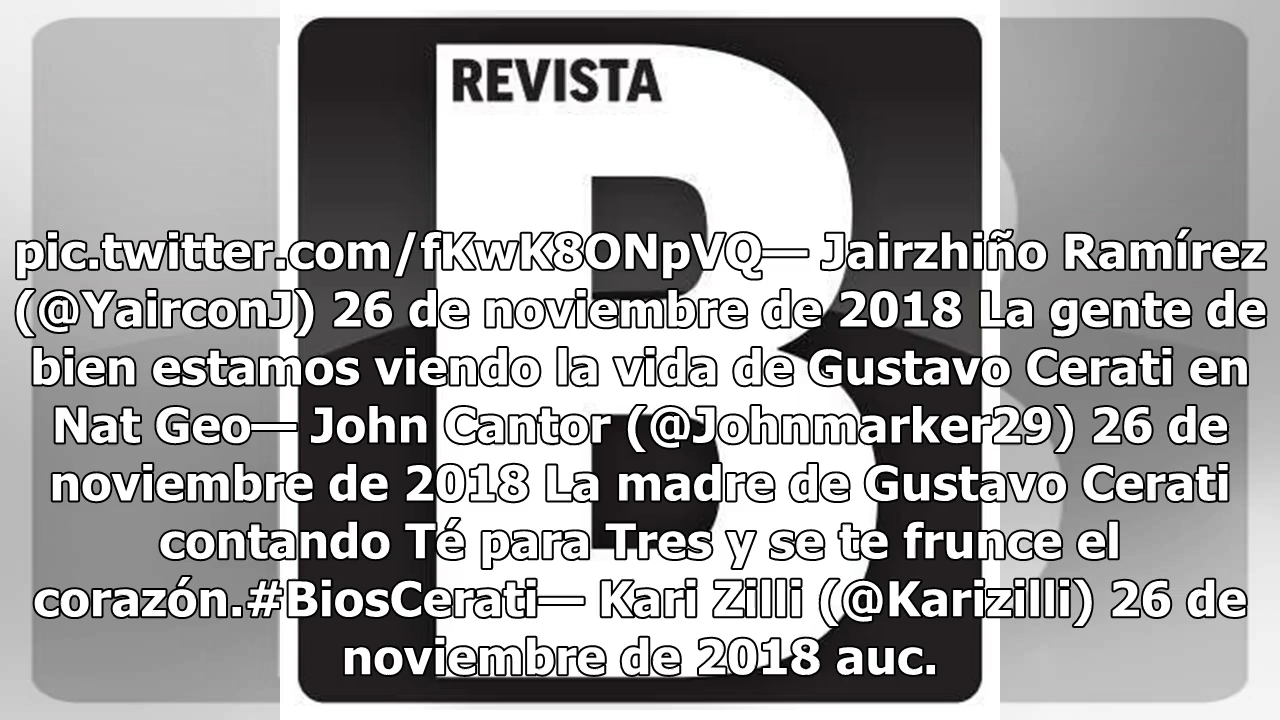 REVISTA
B
pic.twitter.com/fKwK8ONpVQ— Jairzhiño Ramírez
(@YairconJ) 26 de noviembre de 2018 La gente de
bien estamos viendo la vida de Gustavo Cerati en
Nat Geo— John Cantor (@Johnmarker29) 26 de
noviembre de 2018 La madre de Gustavo Cerati
contando Té para Tres y se te frunce el
corazón.#BiosCerati— Kari Zilli (@Karizilli) 26 de
noviembre de 2018 auc.